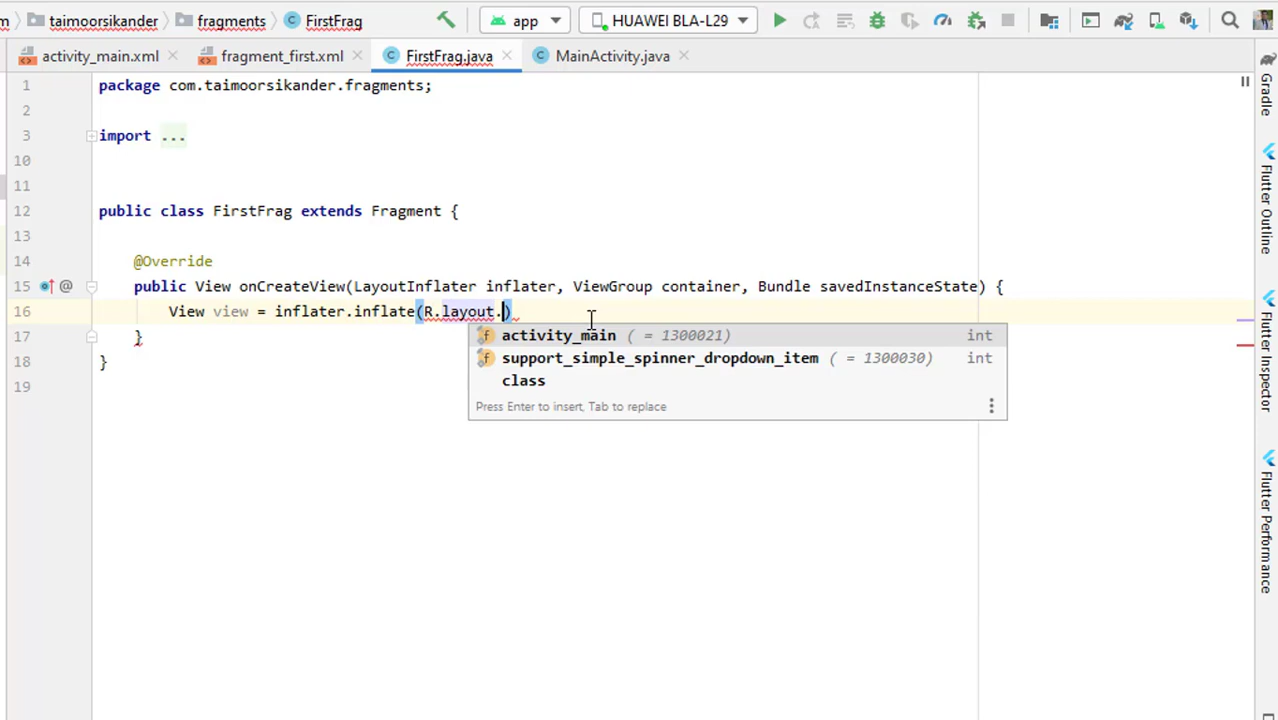 taimoorsikander fragments FirstFrag app HUAWEI BLA-L29
activity_main.xml fragment_first.xml FirstFrag.java MainActivity.java
1 package com.taimoorsikander.fragments;
2
3 import ...
10
11
12 public class FirstFrag extends Fragment {
13
14 @Override
15 public View onCreateView(LayoutInflater inflater, ViewGroup container, Bundle savedInstanceState) {
16 View view = inflater.inflate(R.layout.)
17 }
18 }
19
activity_main ( = 1300021) int
support_simple_spinner_dropdown_item ( = 1300030) int
class
Press Enter to insert, Tab to replace
Gradle
Flutter Outline
Flutter Inspector
Flutter Performance